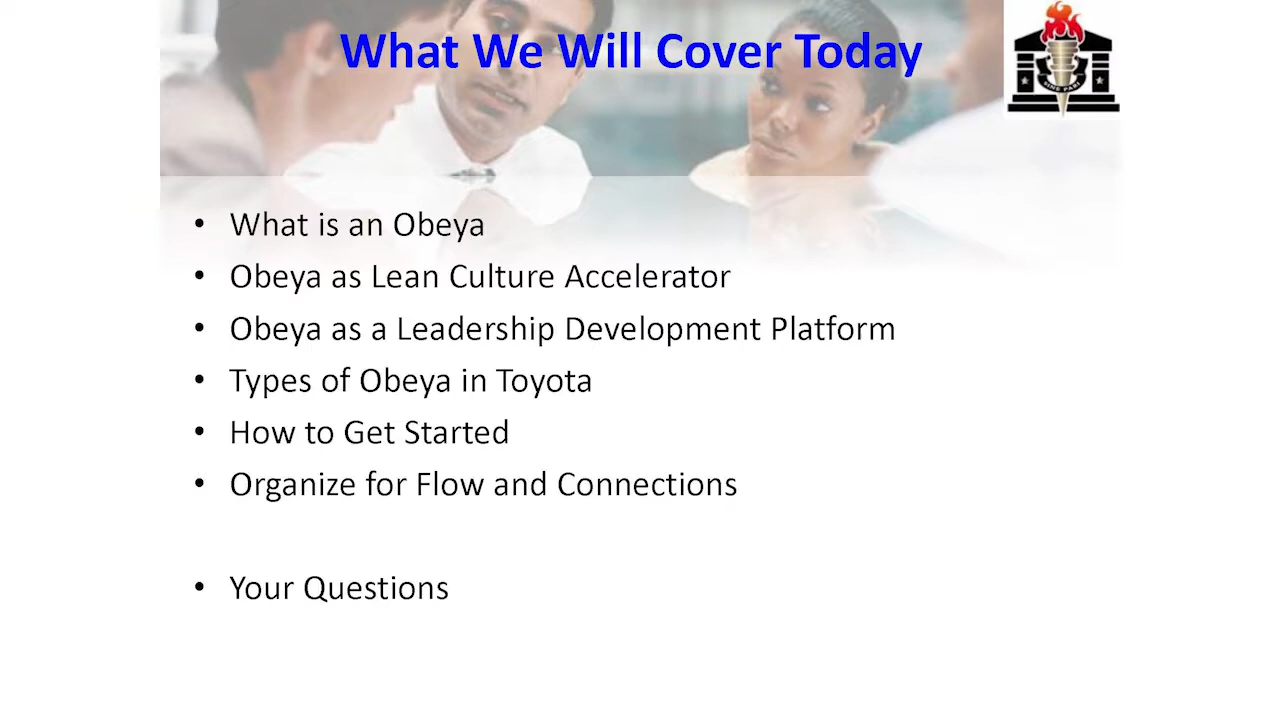 What We Will Cover Today
• What is an Obeya
• Obeya as Lean Culture Accelerator
• Obeya as a Leadership Development Platform
• Types of Obeya in Toyota
• How to Get Started
• Organize for Flow and Connections
• Your Questions